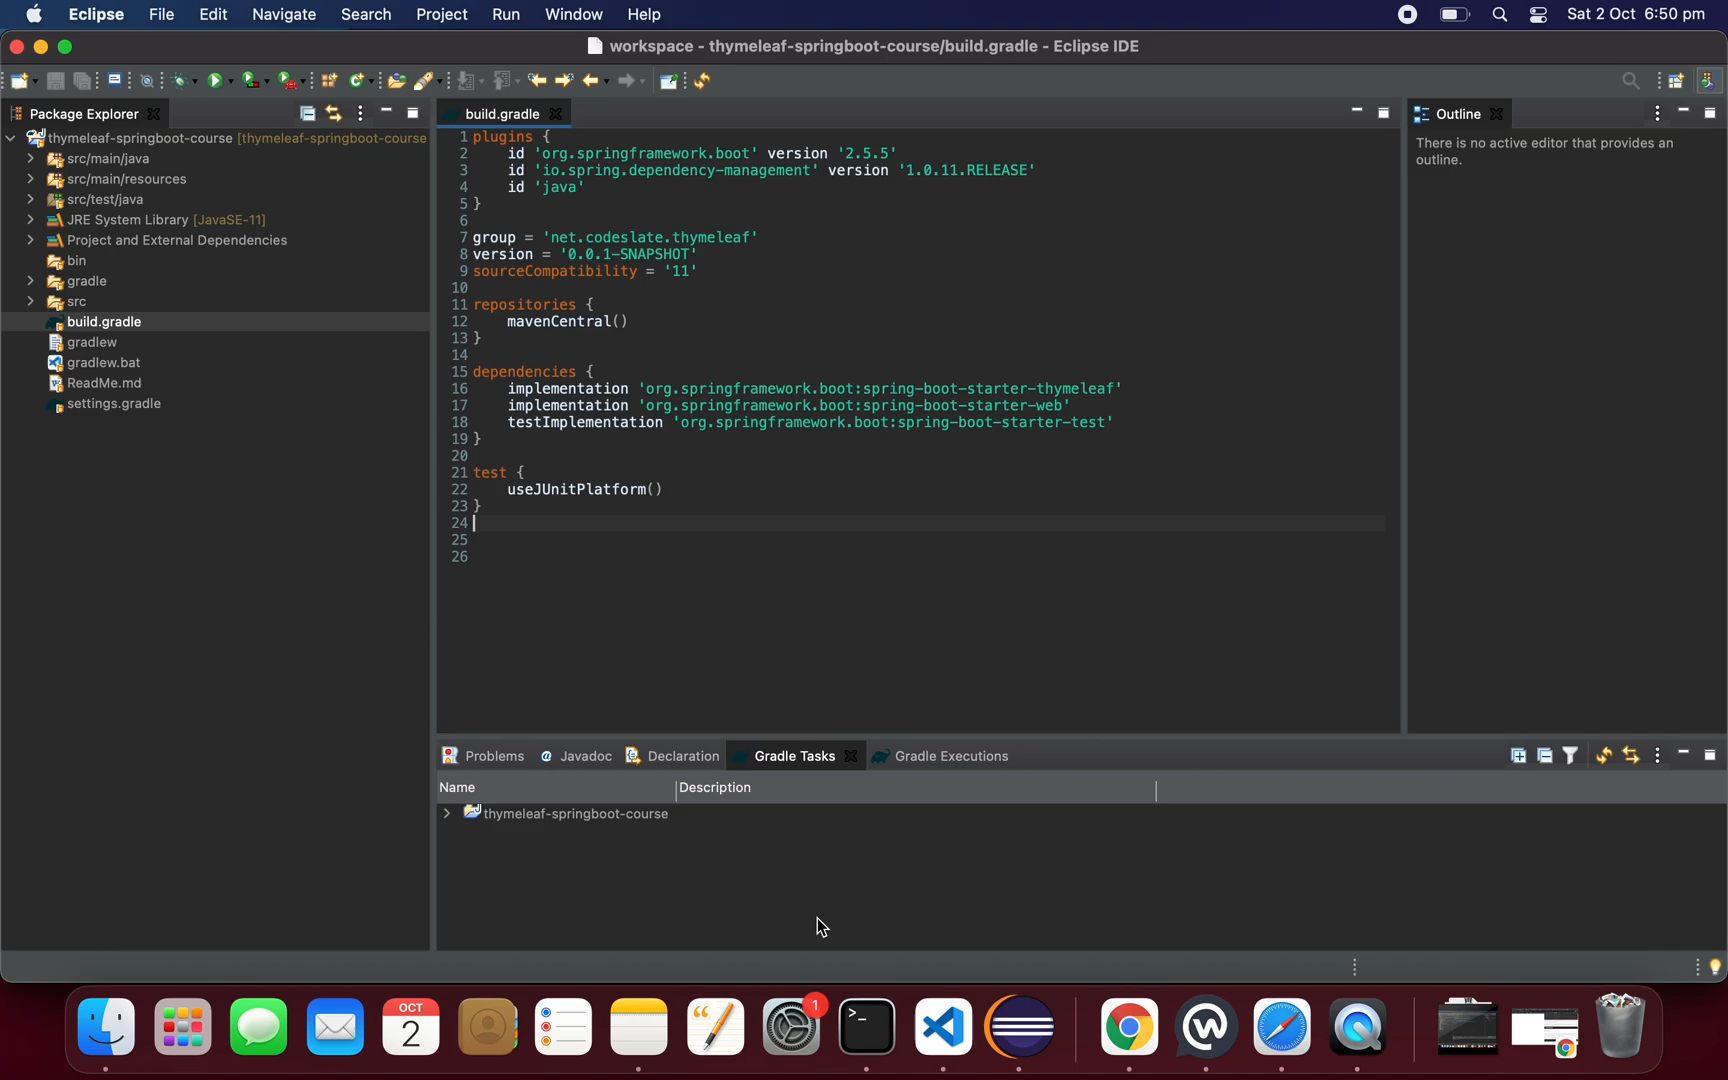 Eclipse File Edit Navigate Search Project Run Window Help Sat 2 Oct 6:50 pm
workspace - thymeleaf-springboot-course/build.gradle - Eclipse IDE
Package Explorer
thymeleaf-springboot-course [thymeleaf-springboot-course
src/main/java
src/main/resources
src/test/java
JRE System Library [JavaSE-11]
Project and External Dependencies
bin
gradle
src
build.gradle
gradlew
gradlew.bat
ReadMe.md
settings.gradle
build.gradle
1 plugins {
2 id 'org.springframework.boot' version '2.5.5'
3 id 'io.spring.dependency-management' version '1.0.11.RELEASE'
4 id 'java'
5 }
6
7 group = 'net.codeslate.thymeleaf'
8 version = '0.0.1-SNAPSHOT'
9 sourceCompatibility = '11'
10
11 repositories {
12 mavenCentral()
13 }
14
15 dependencies {
16 implementation 'org.springframework.boot:spring-boot-starter-thymeleaf'
17 implementation 'org.springframework.boot:spring-boot-starter-web'
18 testImplementation 'org.springframework.boot:spring-boot-starter-test'
19 }
20
21 test {
22 useJUnitPlatform()
23 }
24
25
26
Outline
There is no active editor that provides an
outline.
Problems @ Javadoc Declaration Gradle Tasks Gradle Executions
Name Description
thymeleaf-springboot-course
OCT
2
1